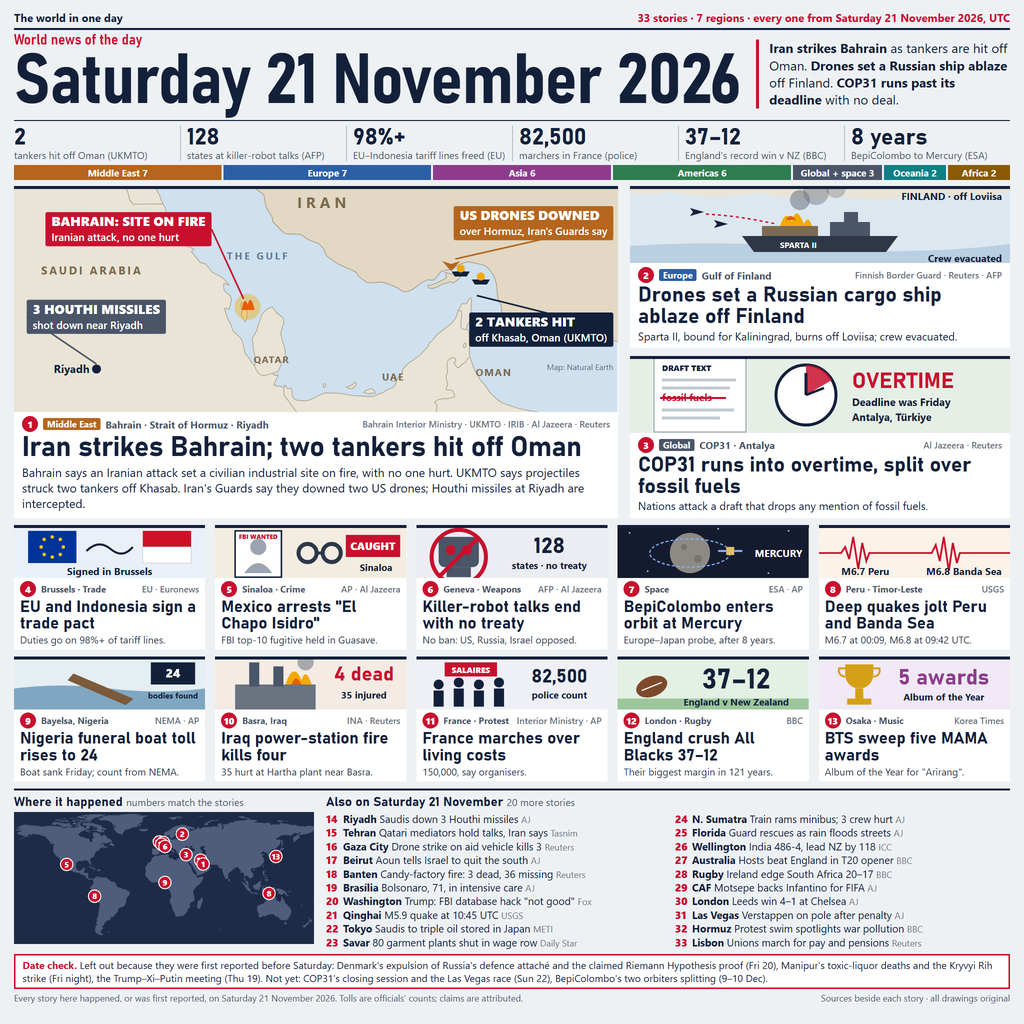 The world in one day
33 stories · 7 regions · every one from Saturday 21 November 2026, UTC
World news of the day
Saturday 21 November 2026
Iran strikes Bahrain as tankers are hit off
Oman. Drones set a Russian ship ablaze
off Finland. COP31 runs past its
deadline with no deal.
2
tankers hit off Oman (UKMTO)
128
states at killer-robot talks (AFP)
98%+
EU–Indonesia tariff lines freed (EU)
82,500
marchers in France (police)
37–12
England's record win v NZ (BBC)
8 years
BepiColombo to Mercury (ESA)
Middle East 7
Europe 7
Asia 6
Americas 6
Global + space 3
Oceania 2
Africa 2
IRAN
BAHRAIN: SITE ON FIRE
Iranian attack, no one hurt
US DRONES DOWNED
over Hormuz, Iran's Guards say
THE GULF
SAUDI ARABIA
3 HOUTHI MISSILES
shot down near Riyadh
2 TANKERS HIT
off Khasab, Oman (UKMTO)
Riyadh
QATAR
UAE
OMAN
Map: Natural Earth
1 Middle East Bahrain · Strait of Hormuz · Riyadh
Bahrain Interior Ministry · UKMTO · IRIB · Al Jazeera · Reuters
Iran strikes Bahrain; two tankers hit off Oman
Bahrain says an Iranian attack set a civilian industrial site on fire, with no one hurt. UKMTO says projectiles
struck two tankers off Khasab. Iran's Guards say they downed two US drones; Houthi missiles at Riyadh are
intercepted.
FINLAND · off Loviisa
SPARTA II
Crew evacuated
2 Europe Gulf of Finland
Finnish Border Guard · Reuters · AFP
Drones set a Russian cargo ship
ablaze off Finland
Sparta II, bound for Kaliningrad, burns off Loviisa; crew evacuated.
DRAFT TEXT
fossil fuels
OVERTIME
Deadline was Friday
Antalya, Türkiye
3 Global COP31 · Antalya
Al Jazeera · Reuters
COP31 runs into overtime, split over
fossil fuels
Nations attack a draft that drops any mention of fossil fuels.
Signed in Brussels
4 Brussels · Trade
EU · Euronews
EU and Indonesia sign a
trade pact
Duties go on 98%+ of tariff lines.
FBI WANTED
CAUGHT
Sinaloa
5 Sinaloa · Crime
AP · Al Jazeera
Mexico arrests "El
Chapo Isidro"
FBI top-10 fugitive held in Guasave.
128
states · no treaty
6 Geneva · Weapons
AFP · Al Jazeera
Killer-robot talks end
with no treaty
No ban: US, Russia, Israel opposed.
MERCURY
7 Space
ESA · AP
BepiColombo enters
orbit at Mercury
Europe–Japan probe, after 8 years.
M6.7 Peru
M6.8 Banda Sea
8 Peru · Timor-Leste
USGS
Deep quakes jolt Peru
and Banda Sea
M6.7 at 00:09, M6.8 at 09:42 UTC.
24
bodies found
9 Bayelsa, Nigeria
NEMA · AP
Nigeria funeral boat toll
rises to 24
Boat sank Friday; count from NEMA.
4 dead
35 injured
10 Basra, Iraq
INA · Reuters
Iraq power-station fire
kills four
35 hurt at Hartha plant near Basra.
SALAIRES
82,500
police count
11 France · Protest
Interior Ministry · AP
France marches over
living costs
150,000, say organisers.
37–12
England v New Zealand
12 London · Rugby
BBC
England crush All
Blacks 37–12
Their biggest margin in 121 years.
5 awards
Album of the Year
13 Osaka · Music
Korea Times
BTS sweep five MAMA
awards
Album of the Year for "Arirang".
Where it happened numbers match the stories
2
6
3
1
5
13
9
8
8
Also on Saturday 21 November 20 more stories
14 Riyadh Saudis down 3 Houthi missiles AJ
15 Tehran Qatari mediators hold talks, Iran says Tasnim
16 Gaza City Drone strike on aid vehicle kills 3 Reuters
17 Beirut Aoun tells Israel to quit the south AJ
18 Banten Candy-factory fire: 3 dead, 36 missing Reuters
19 Brasília Bolsonaro, 71, in intensive care AJ
20 Washington Trump: FBI database hack "not good" Fox
21 Qinghai M5.9 quake at 10:45 UTC USGS
22 Tokyo Saudis to triple oil stored in Japan METI
23 Savar 80 garment plants shut in wage row Daily Star
24 N. Sumatra Train rams minibus; 3 crew hurt AJ
25 Florida Guard rescues as rain floods streets AJ
26 Wellington India 486-4, lead NZ by 118 ICC
27 Australia Hosts beat England in T20 opener BBC
28 Rugby Ireland edge South Africa 20–17 BBC
29 CAF Motsepe backs Infantino for FIFA AJ
30 London Leeds win 4–1 at Chelsea AJ
31 Las Vegas Verstappen on pole after penalty AJ
32 Hormuz Protest swim spotlights war pollution BBC
33 Lisbon Unions march for pay and pensions Reuters
Date check. Left out because they were first reported before Saturday: Denmark's expulsion of Russia's defence attaché and the claimed Riemann Hypothesis proof (Fri 20), Manipur's toxic-liquor deaths and the Kryvyi Rih
strike (Fri night), the Trump–Xi–Putin meeting (Thu 19). Not yet: COP31's closing session and the Las Vegas race (Sun 22), BepiColombo's two orbiters splitting (9–10 Dec).
Every story here happened, or was first reported, on Saturday 21 November 2026. Tolls are officials' counts; claims are attributed.
Sources beside each story · all drawings original